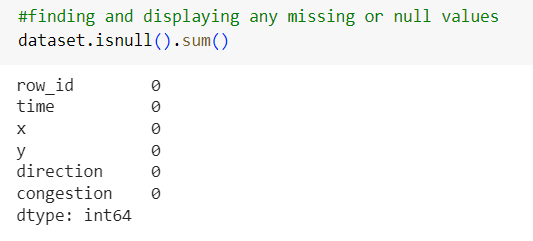 #finding and displaying any missing or null values
dataset.isnull().sum()
row_id 0
time 0
x 0
y 0
direction 0
congestion 0
dtype: int64